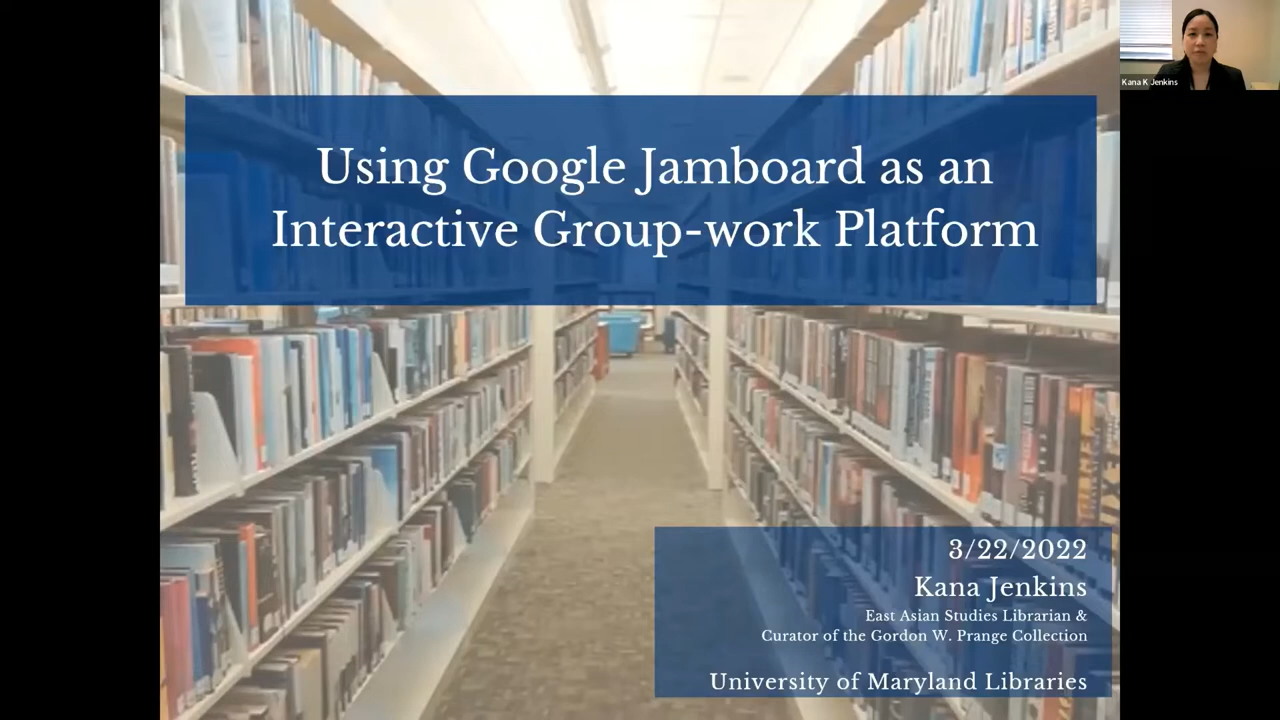 Using Google Jamboard as an
Interactive Group-work Platform
Kana K Jenkins
3/22/2022
Kana Jenkins
East Asian Studies Librarian &
Curator of the Gordon W. Prange Collection
University of Maryland Libraries